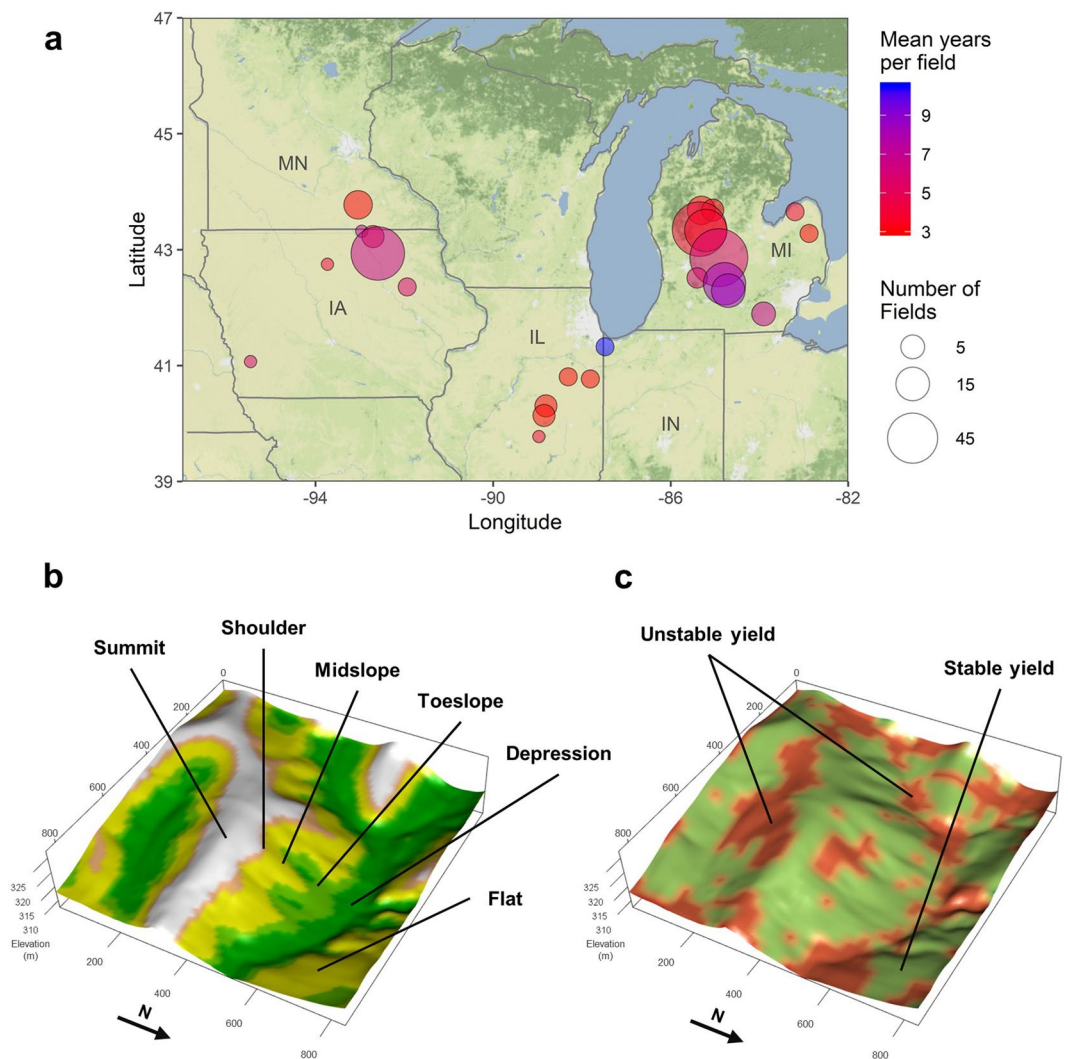 a
47
45
43
41
39
Latitude
-94
-90
-86
-82
Longitude
MN
IA
IL
IN
MI
Mean years
per field
9
7
5
3
Number of
Fields
5
15
45
b
Summit
Shoulder
Midslope
Toeslope
Depression
Flat
0
200
400
600
800
325
320
315
310
Elevation
(m)
200
400
600
800
N
c
Unstable yield
Stable yield
0
200
400
600
800
325
320
315
310
Elevation
(m)
200
400
600
800
N